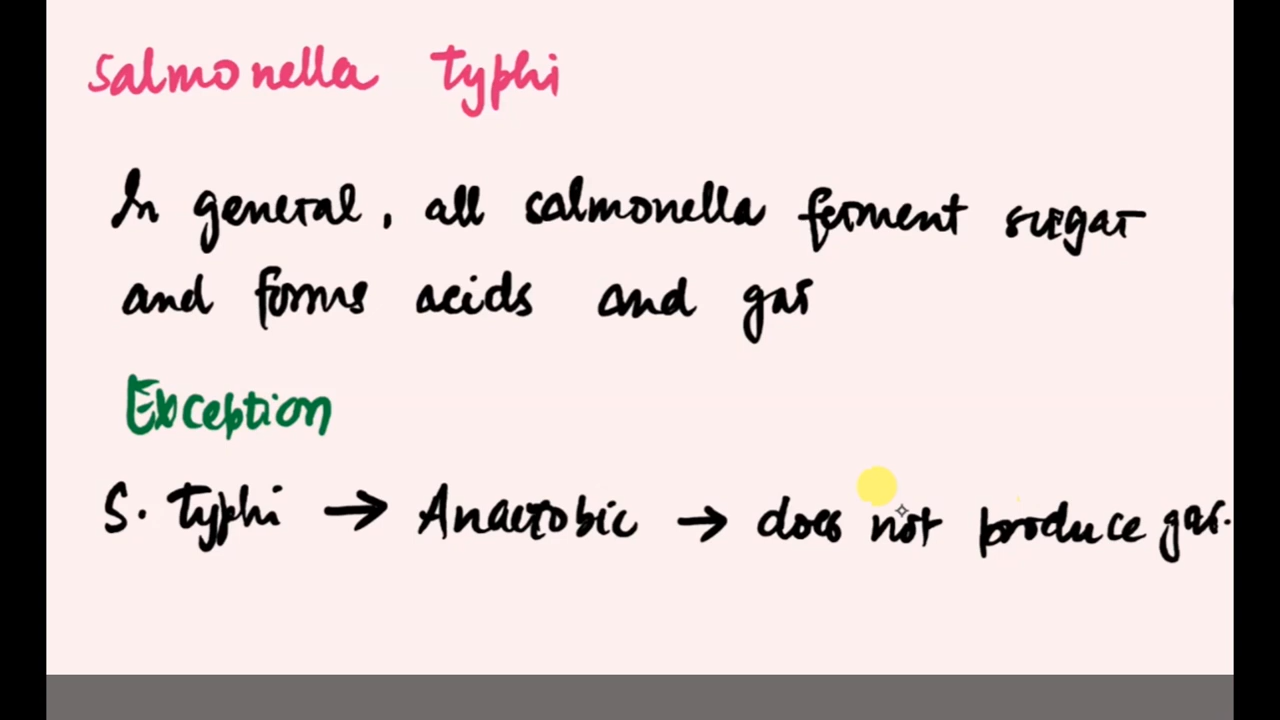 Salmonella typhi
In general, all salmonella ferment sugar
and forms acids and gas
Exception
S. typhi → Anaerobic → does not produce gas.